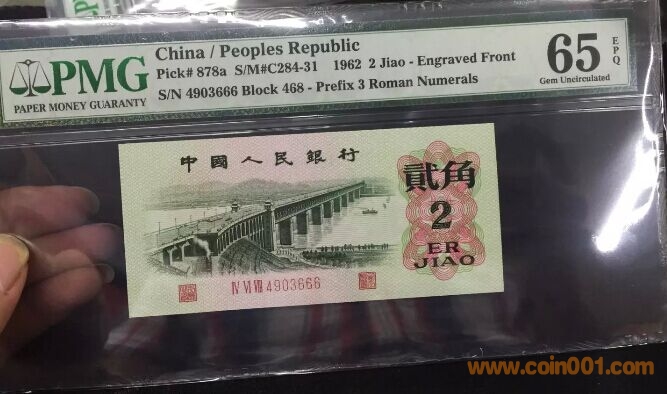 PMG
PAPER MONEY GUARANTY
China / Peoples Republic
Pick# 878a S/M#C284-31 1962 2 Jiao - Engraved Front
S/N 4903666 Block 468 - Prefix 3 Roman Numerals
65 EPQ
Gem Uncirculated
中國人民銀行
貳角
2
ER
JIAO
Ⅳ Ⅵ Ⅷ 4903666
www.coin001.com